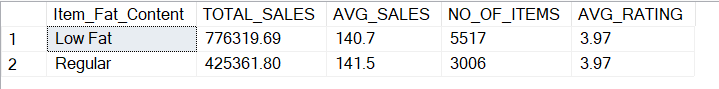 Item_Fat_Content TOTAL_SALES AVG_SALES NO_OF_ITEMS AVG_RATING
1 Low Fat 776319.69 140.7 5517 3.97
2 Regular 425361.80 141.5 3006 3.97